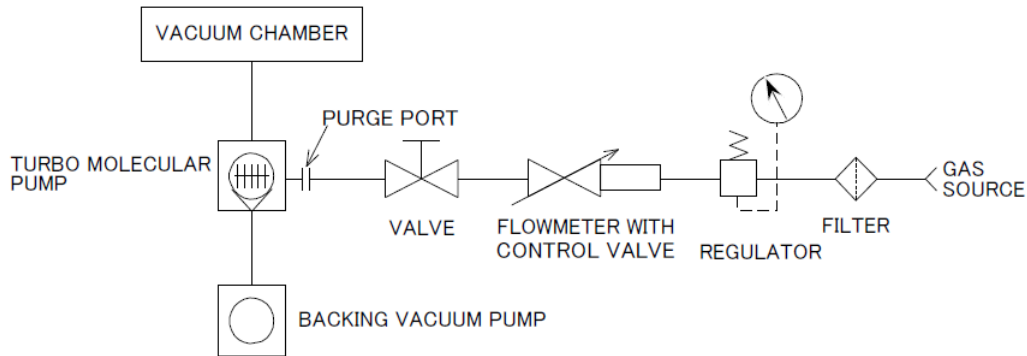 VACUUM CHAMBER
PURGE PORT
TURBO MOLECULAR
PUMP
GAS
SOURCE
VALVE
FLOWMETER WITH
CONTROL VALVE
REGULATOR
FILTER
BACKING VACUUM PUMP